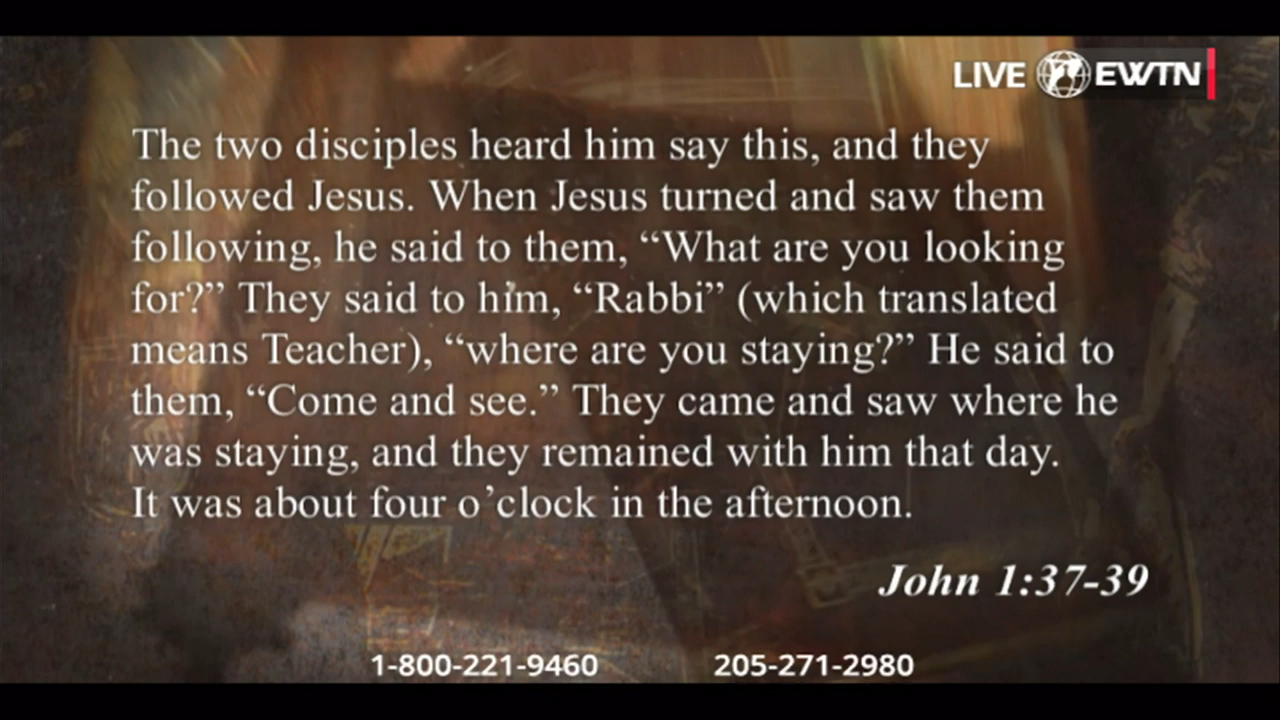 LIVE EWTN
The two disciples heard him say this, and they
followed Jesus. When Jesus turned and saw them
following, he said to them, “What are you looking
for?” They said to him, “Rabbi” (which translated
means Teacher), “where are you staying?” He said to
them, “Come and see.” They came and saw where he
was staying, and they remained with him that day.
It was about four o’clock in the afternoon.
John 1:37-39
1-800-221-9460 205-271-2980